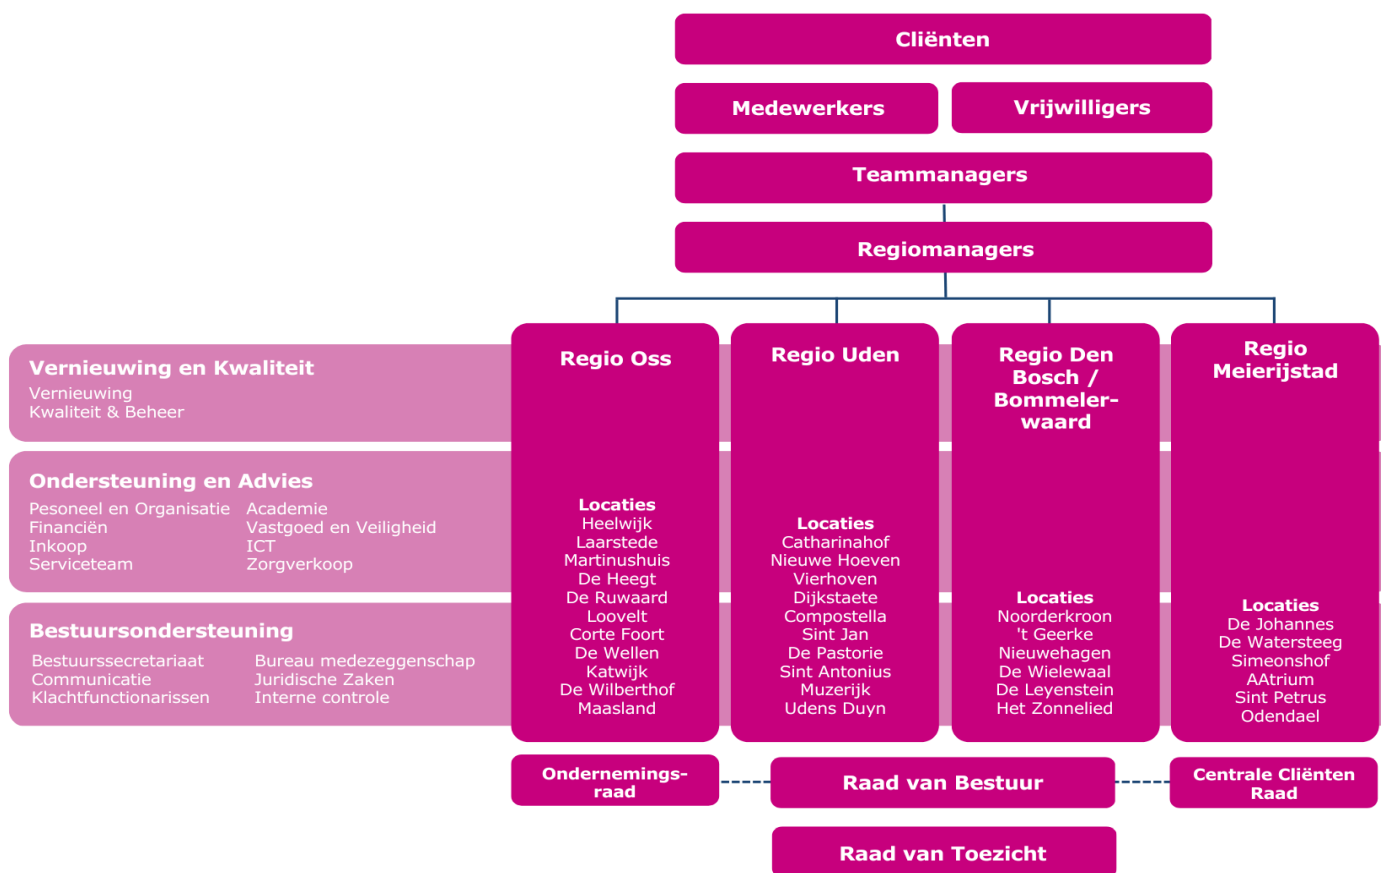 Cliënten
Medewerkers
Vrijwilligers
Teammanagers
Regiomanagers
Vernieuwing en Kwaliteit
Vernieuwing
Kwaliteit & Beheer
Ondersteuning en Advies
Pesoneel en Organisatie
Financiën
Inkoop
Serviceteam
Academie
Vastgoed en Veiligheid
ICT
Zorgverkoop
Bestuursondersteuning
Bestuurssecretariaat
Communicatie
Klachtfunctionarissen
Bureau medezeggenschap
Juridische Zaken
Interne controle
Regio Oss
Locaties
Heelwijk
Laarstede
Martinushuis
De Heegt
De Ruwaard
Loovelt
Corte Foort
De Wellen
Katwijk
De Wilberthof
Maasland
Regio Uden
Locaties
Catharinahof
Nieuwe Hoeven
Vierhoven
Dijkstaete
Compostella
Sint Jan
De Pastorie
Sint Antonius
Muzerijk
Udens Duyn
Regio Den
Bosch /
Bommeler-
waard
Locaties
Noorderkroon
't Geerke
Nieuwehagen
De Wielewaal
De Leyenstein
Het Zonnelied
Regio
Meierijstad
Locaties
De Johannes
De Watersteeg
Simeonshof
AAtrium
Sint Petrus
Odendael
Ondernemings-
raad
Raad van Bestuur
Centrale Cliënten
Raad
Raad van Toezicht